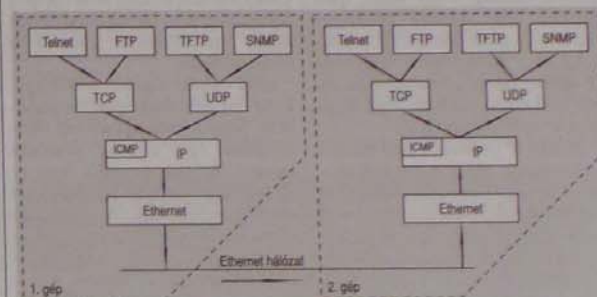 Telnet FTP TFTP SNMP Telnet FTP TFTP SNMP
TCP UDP TCP UDP
ICMP IP ICMP IP
Ethernet Ethernet
Ethernet hálózat
1. gép 2. gép